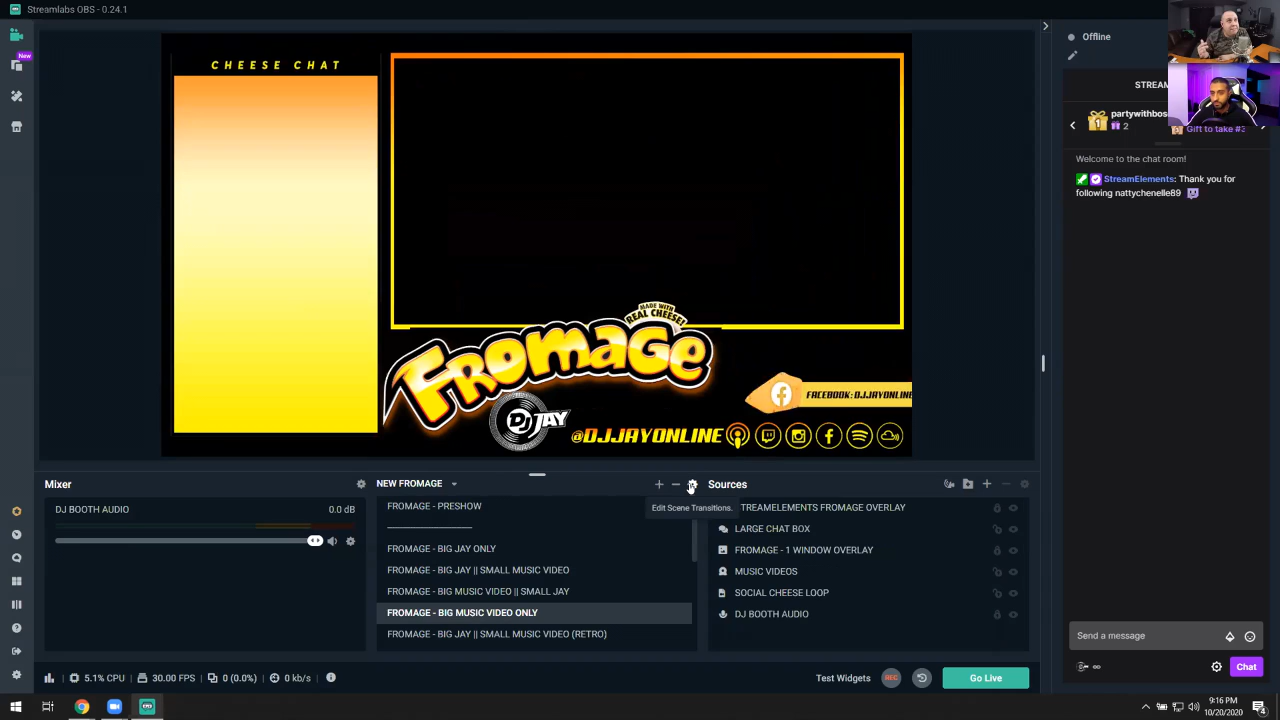 Streamlabs OBS - 0.24.1
New
CHEESE CHAT
MADE WITH
REAL CHEESE!
FROMAGE
DJ JAY
@DJJAYONLINE
FACEBOOK: DJJAYONLINE
Offline
STREAM
1
partywithbos
2
Gift to take #
Welcome to the chat room!
StreamElements: Thank you for
following nattychenelle89
Mixer
DJ BOOTH AUDIO
0.0 dB
NEW FROMAGE
Edit Scene Transitions.
FROMAGE - PRESHOW
------------------------------
FROMAGE - BIG JAY ONLY
FROMAGE - BIG JAY || SMALL MUSIC VIDEO
FROMAGE - BIG MUSIC VIDEO || SMALL JAY
FROMAGE - BIG MUSIC VIDEO ONLY
FROMAGE - BIG JAY || SMALL MUSIC VIDEO (RETRO)
Sources
TREAMELEMENTS FROMAGE OVERLAY
LARGE CHAT BOX
FROMAGE - 1 WINDOW OVERLAY
MUSIC VIDEOS
SOCIAL CHEESE LOOP
DJ BOOTH AUDIO
Send a message
Chat
5.1% CPU
30.00 FPS
0 (0.0%)
0 kb/s
Test Widgets
REC
Go Live
9:16 PM
10/20/2020
4